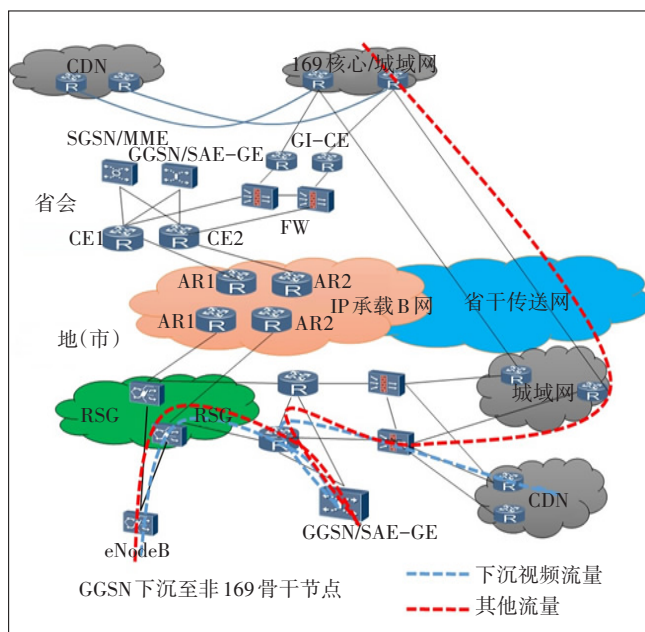 CDN
169核心/城域网
R
R
R
R
SGSN/MME
GGSN/SAE-GE
GI-CE
R
R
省会
FW
CE1
R
R
CE2
AR1
R
R
AR2
IP承载B网
省干传送网
AR1
R
R
AR2
地(市)
R
R
城域网
R
RSG
RSG
R
R
CDN
R
GGSN/SAE-GE
eNodeB
GGSN下沉至非169骨干节点
下沉视频流量
其他流量